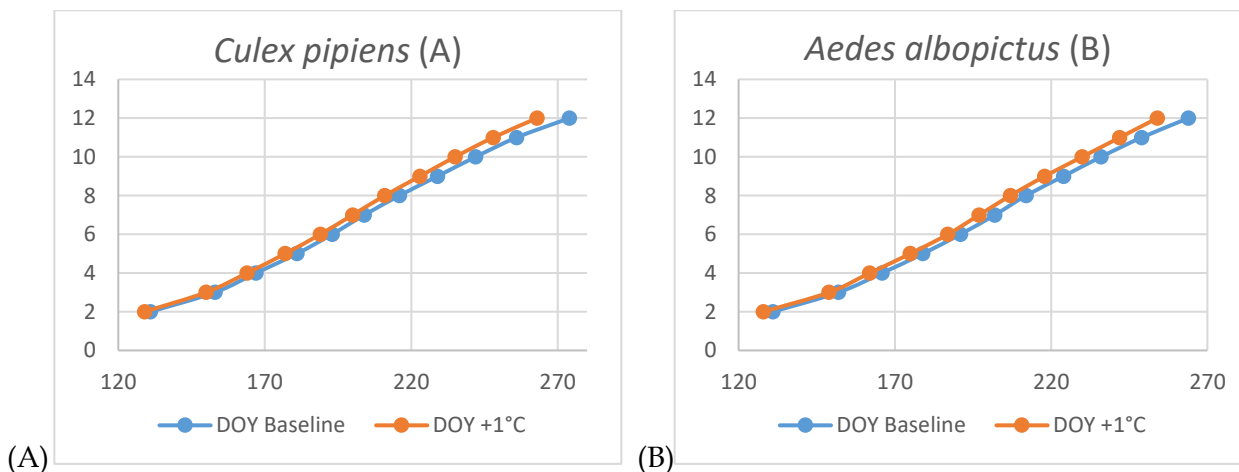 Culex pipiens (A)
14
12
10
8
6
4
2
0
120 170 220 270
DOY Baseline DOY +1°C
(A)
Aedes albopictus (B)
14
12
10
8
6
4
2
0
120 170 220 270
DOY Baseline DOY +1°C
(B)